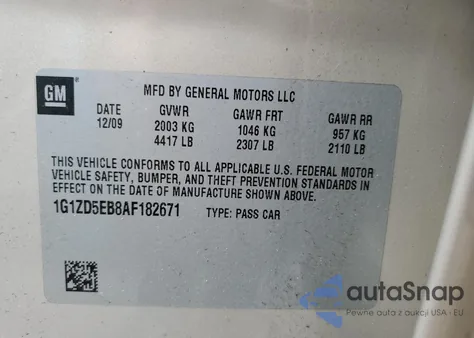 GM
MFD BY GENERAL MOTORS LLC
DATE GVWR GAWR FRT GAWR RR
12/09 2003 KG 1046 KG 957 KG
4417 LB 2307 LB 2110 LB
THIS VEHICLE CONFORMS TO ALL APPLICABLE U.S. FEDERAL MOTOR
VEHICLE SAFETY, BUMPER, AND THEFT PREVENTION STANDARDS IN
EFFECT ON THE DATE OF MANUFACTURE SHOWN ABOVE.
1G1ZD5EB8AF182671 TYPE: PASS CAR
autoSnap
Pewne auta z aukcji USA i EU